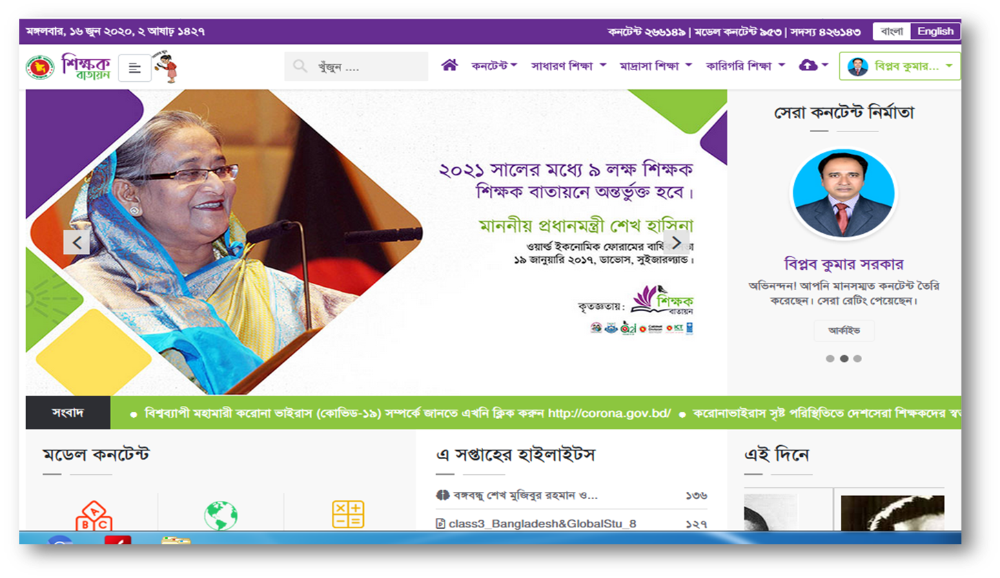 মঙ্গলবার, ১৬ জুন ২০২০, ২ আষাঢ় ১৪২৭
কনটেন্ট ২৬৬১৪৯ | মডেল কনটেন্ট ৯৫৩ | সদস্য ৪২৬১৪৩
বাংলা English
শিক্ষক
বাতায়ন
খুঁজুন ....
কনটেন্ট
সাধারণ শিক্ষা
মাদ্রাসা শিক্ষা
কারিগরি শিক্ষা
বিপ্লব কুমার...
২০২১ সালের মধ্যে ৯ লক্ষ শিক্ষক
শিক্ষক বাতায়নে অন্তর্ভুক্ত হবে।
মাননীয় প্রধানমন্ত্রী শেখ হাসিনা
ওয়ার্ল্ড ইকনোমিক ফোরামের
১৯ জানুয়ারি ২০১৭, ডাভোস, সুইজারল্যান্ড।
কৃতজ্ঞতায়:
শিক্ষক
বাতায়ন
a2i
ICT
সেরা কনটেন্ট নির্মাতা
বিপ্লব কুমার সরকার
অভিনন্দন! আপনি মানসম্মত কনটেন্ট তৈরি
করেছেন। সেরা রেটিং পেয়েছেন।
আর্কাইভ
সংবাদ
বিশ্বব্যাপী মহামারী করোনা ভাইরাস (কোভিড-১৯) সম্পর্কে জানতে এখনি ক্লিক করুন http://corona.gov.bd/
করোনাভাইরাস সৃষ্ট পরিস্থিতিতে দেশসেরা শিক্ষকদের
মডেল কনটেন্ট
A
B C
এ সপ্তাহের হাইলাইটস
বঙ্গবন্ধু শেখ মুজিবুর রহমান ও... ১৩৬
class3_Bangladesh&GlobalStu_8 ১২৭
এই দিনে